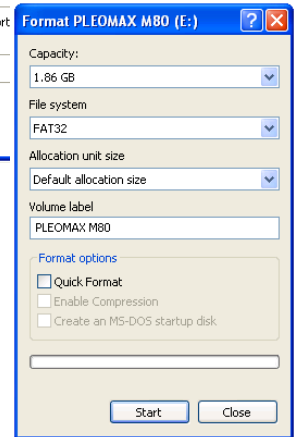 ort
Format PLEOMAX M80 (E:)
Capacity:
1.86 GB
File system
FAT32
Allocation unit size
Default allocation size
Volume label
PLEOMAX M80
Format options
Quick Format
Enable Compression
Create an MS-DOS startup disk
Start Close